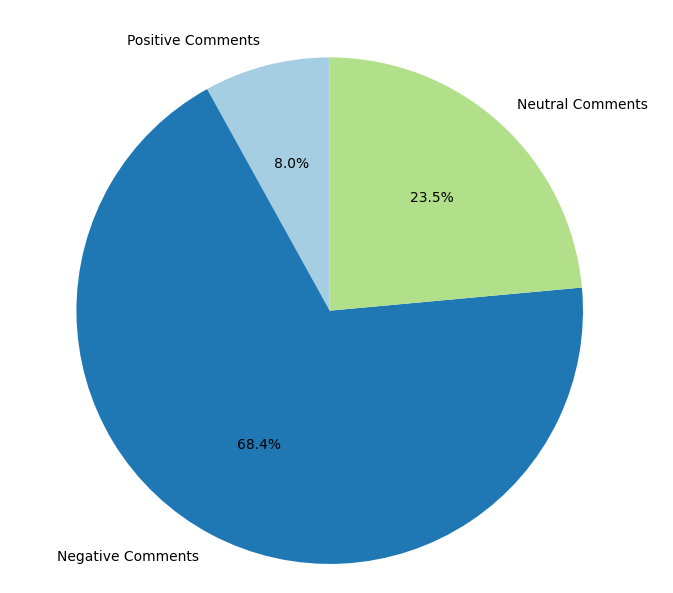 Positive Comments
Neutral Comments
8.0%
23.5%
68.4%
Negative Comments